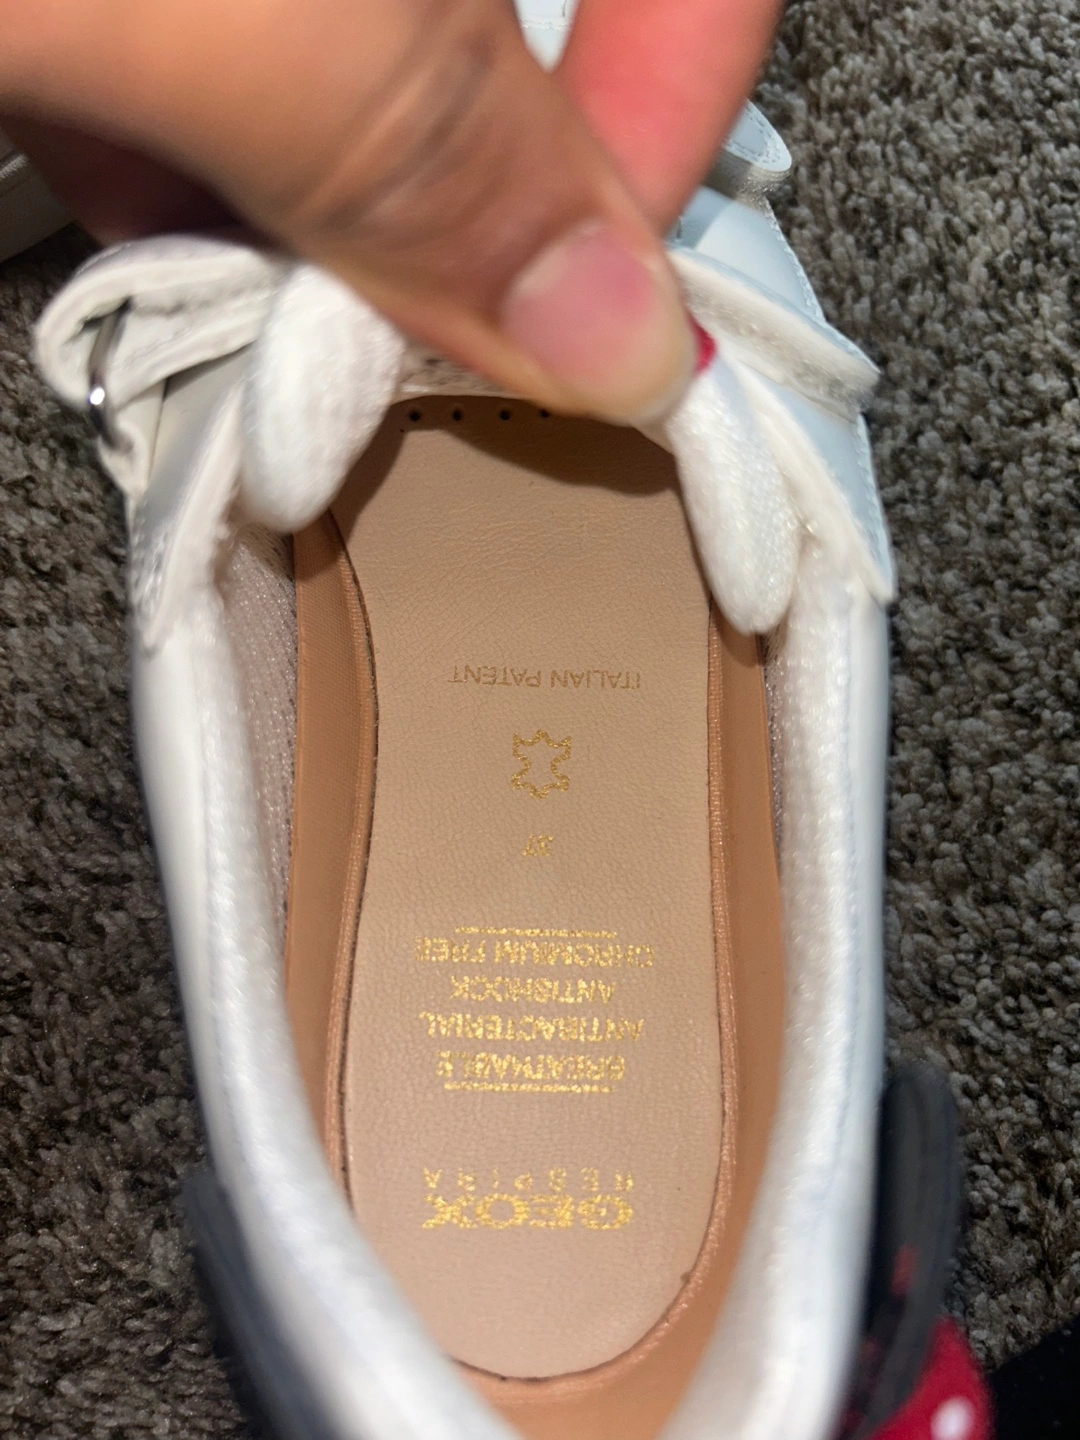 GEOX
RESPIRA
BREATHABLE
ANTIBACTERIAL
ANTISHOCK
CHROMIUM FREE
37
ITALIAN PATENT